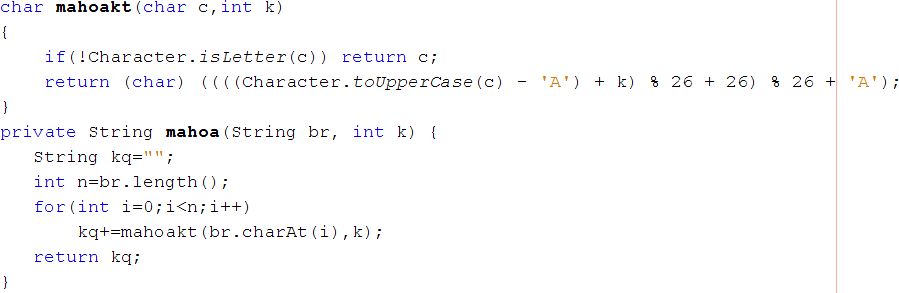 char mahoakt(char c,int k)
{
    if(!Character.isLetter(c)) return c;
    return (char) ((((Character.toUpperCase(c) - 'A') + k) % 26 + 26) % 26 + 'A');
}
private String mahoa(String br, int k) {
   String kq="";
   int n=br.length();
   for(int i=0;i<n;i++)
       kq+=mahoakt(br.charAt(i),k);
   return kq;
}